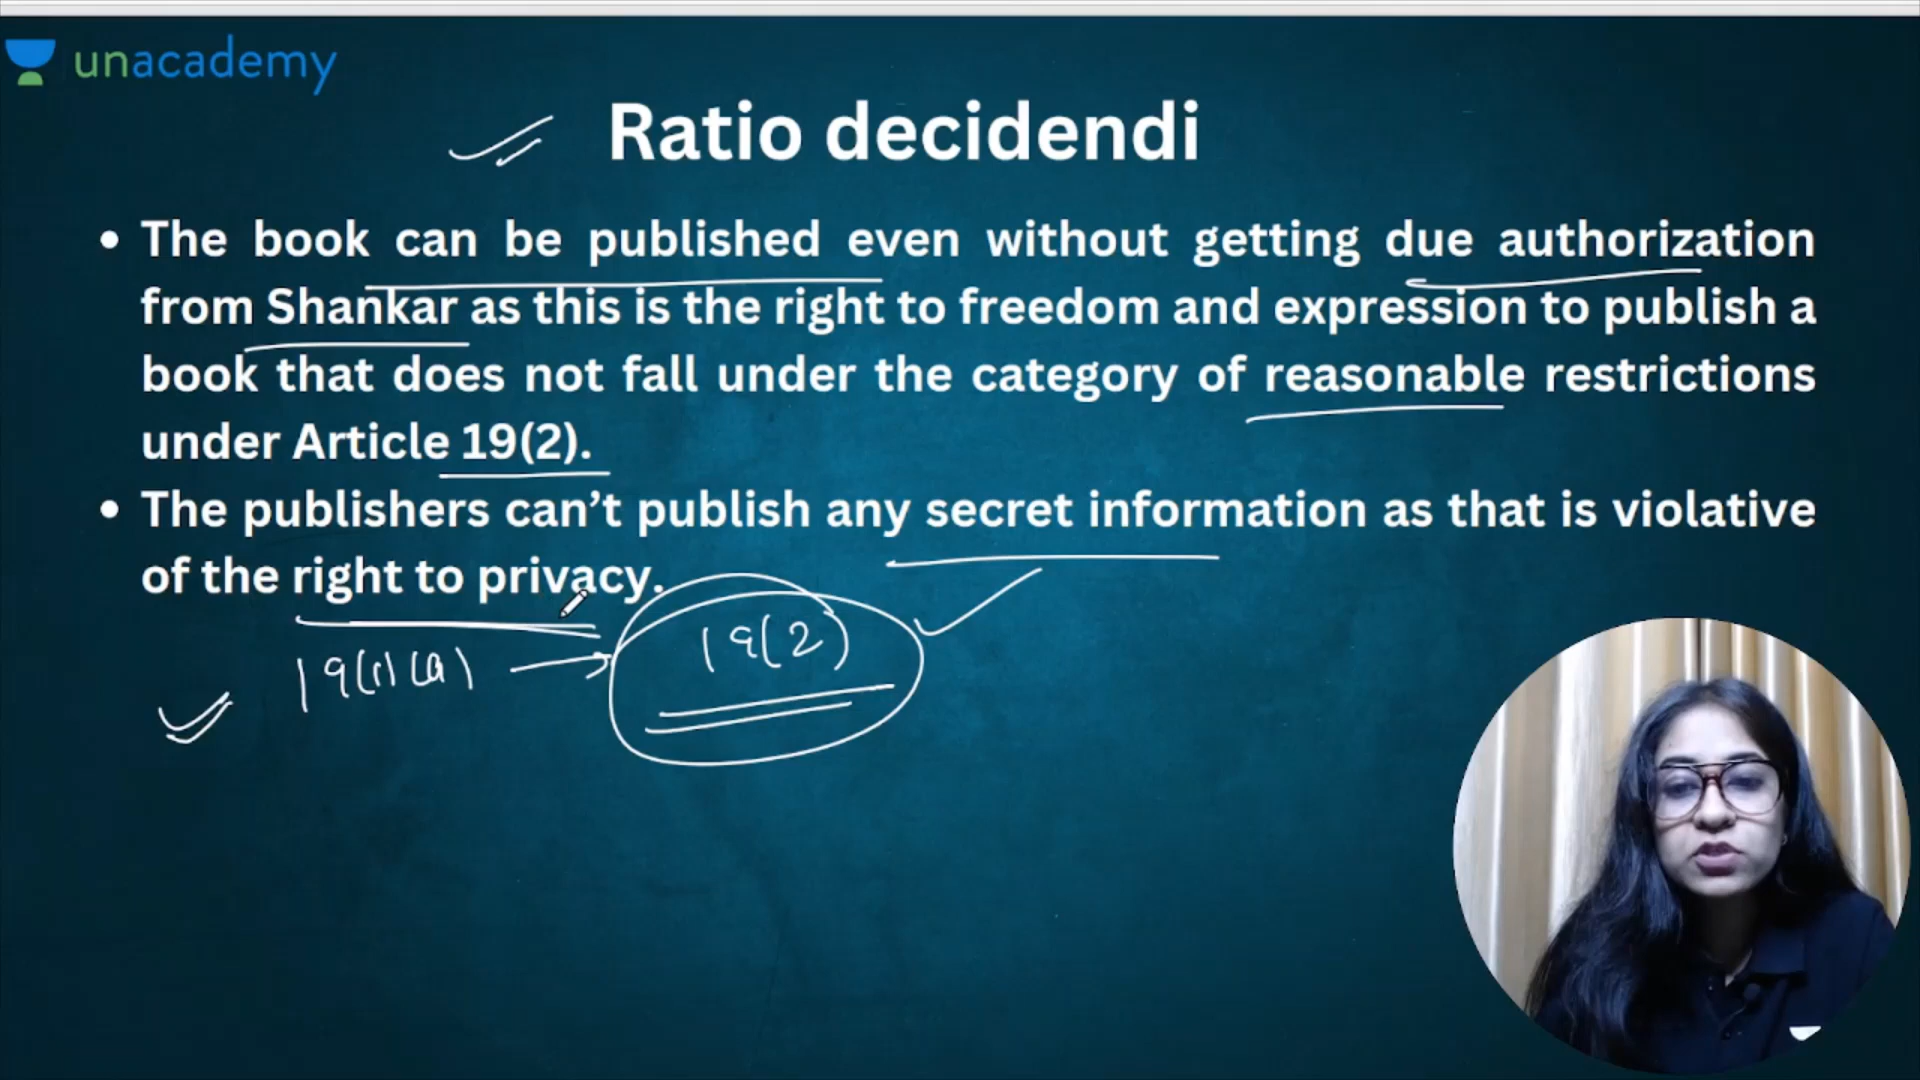 unacademy
Ratio decidendi
• The book can be published even without getting due authorization
from Shankar as this is the right to freedom and expression to publish a
book that does not fall under the category of reasonable restrictions
under Article 19(2).
• The publishers can't publish any secret information as that is violative
of the right to privacy.
19(1)(a) → 19(2)